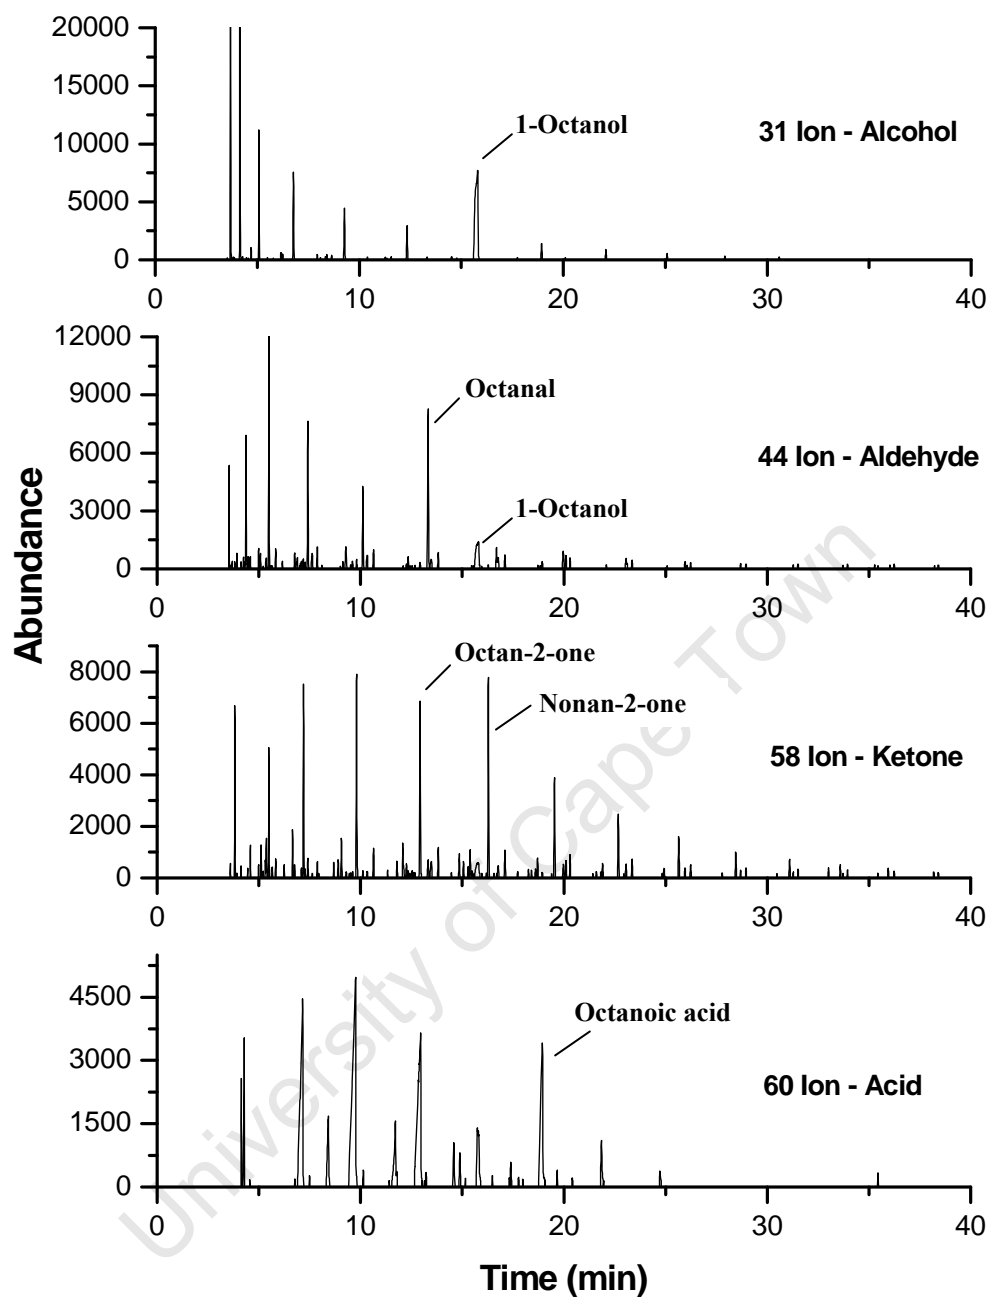 20000
15000
10000
5000
0
1-Octanol
31 Ion - Alcohol
0 10 20 30 40
12000
9000
6000
3000
0
Octanal
44 Ion - Aldehyde
1-Octanol
0 10 20 30 40
Abundance
8000
6000
4000
2000
0
Octan-2-one
Nonan-2-one
58 Ion - Ketone
0 10 20 30 40
4500
3000
1500
0
Octanoic acid
60 Ion - Acid
0 10 20 30 40
Time (min)
University of Cape Town